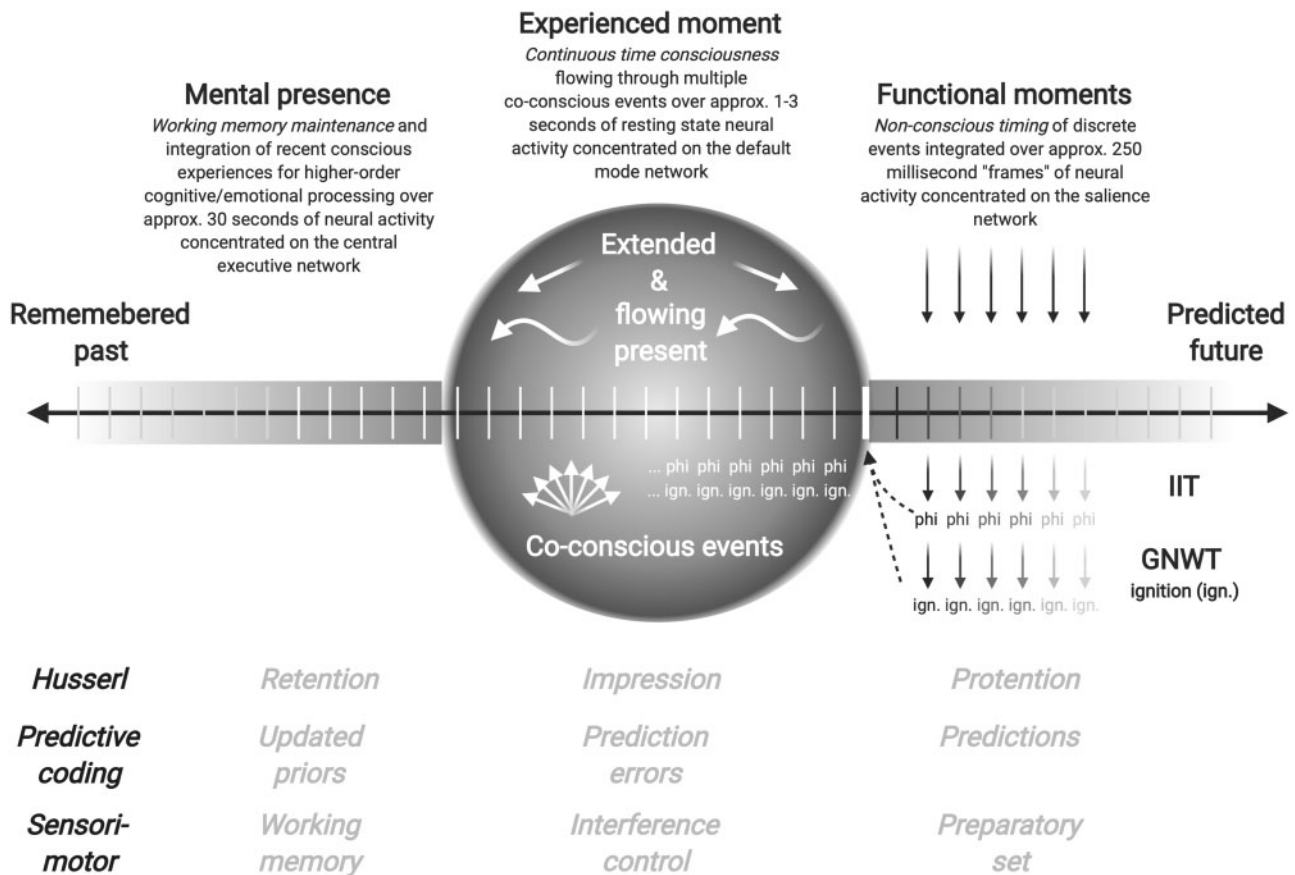 Experienced moment
Continuous time consciousness
flowing through multiple
co-conscious events over approx. 1-3
seconds of resting state neural
activity concentrated on the default
mode network
Mental presence
Working memory maintenance and
integration of recent conscious
experiences for higher-order
cognitive/emotional processing over
approx. 30 seconds of neural activity
concentrated on the central
executive network
Functional moments
Non-conscious timing of discrete
events integrated over approx. 250
millisecond "frames" of neural
activity concentrated on the salience
network
Rememebered
past
Extended
&
flowing
present
Predicted
future
... phi phi phi phi phi phi
... ign. ign. ign. ign. ign. ign.
Co-conscious events
IIT
phi phi phi phi phi phi
GNWT
ignition (ign.)
ign. ign. ign. ign. ign. ign.
Husserl Retention Impression Protention
Predictive Updated Prediction Predictions
coding priors errors
Sensori- Working Interference Preparatory
motor memory control set